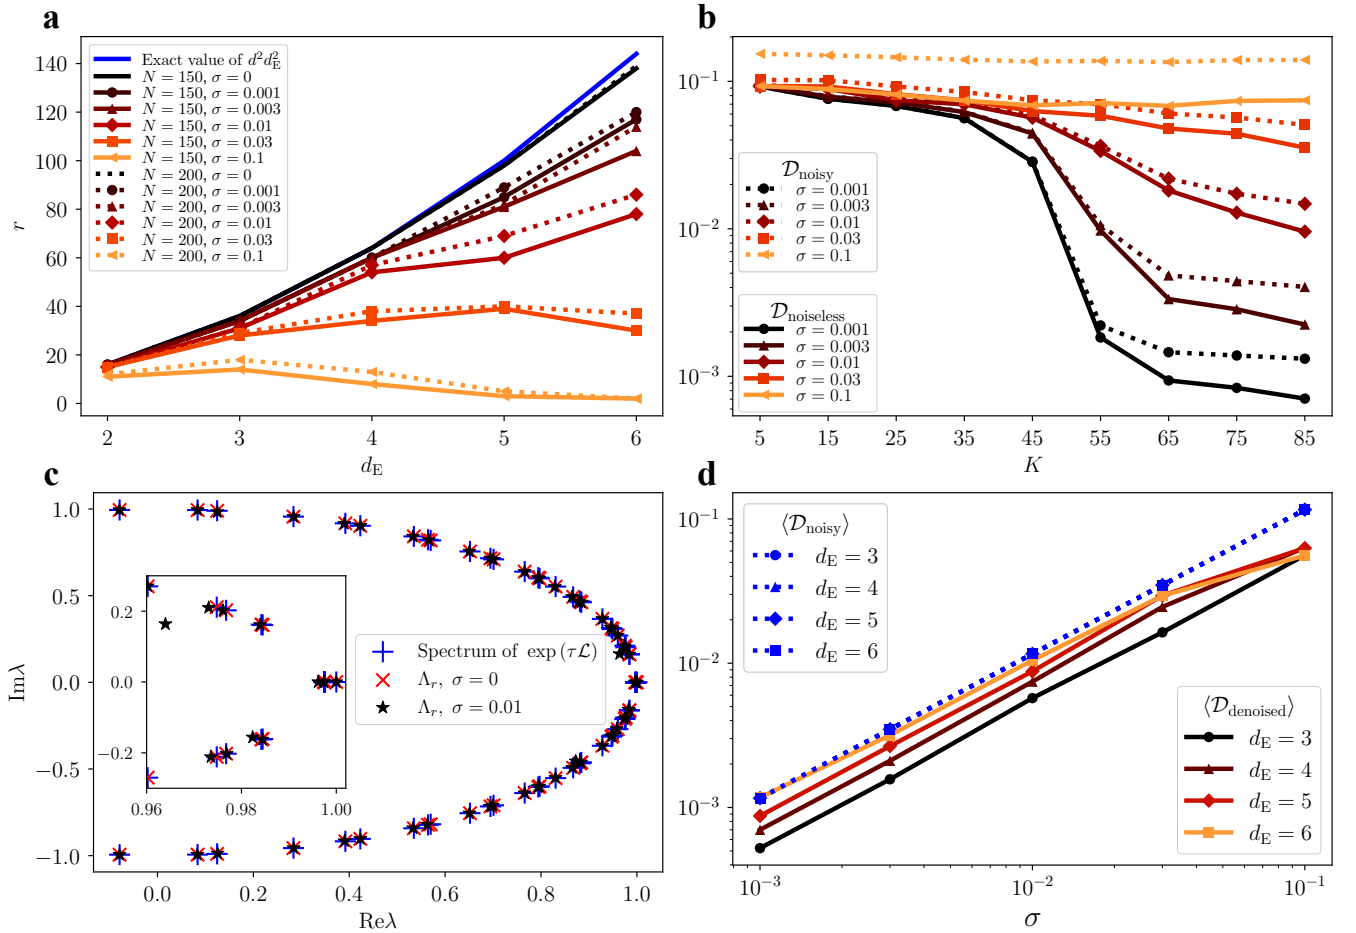 a
140
120
100
80
60
40
20
0
r
2
3
4
5
6
d_E
Exact value of d²d²_E
N = 150, σ = 0
N = 150, σ = 0.001
N = 150, σ = 0.003
N = 150, σ = 0.01
N = 150, σ = 0.03
N = 150, σ = 0.1
N = 200, σ = 0
N = 200, σ = 0.001
N = 200, σ = 0.003
N = 200, σ = 0.01
N = 200, σ = 0.03
N = 200, σ = 0.1
b
10⁻¹
10⁻²
10⁻³
5
15
25
35
45
55
65
75
85
K
𝒟_noisy
σ = 0.001
σ = 0.003
σ = 0.01
σ = 0.03
σ = 0.1
𝒟_noiseless
σ = 0.001
σ = 0.003
σ = 0.01
σ = 0.03
σ = 0.1
c
1.0
0.5
0.0
−0.5
−1.0
Imλ
0.0
0.2
0.4
0.6
0.8
1.0
Reλ
0.2
0.0
−0.2
0.96
0.98
1.00
Spectrum of exp (τℒ)
Λ_r, σ = 0
Λ_r, σ = 0.01
d
10⁻¹
10⁻²
10⁻³
10⁻³
10⁻²
10⁻¹
σ
⟨𝒟_noisy⟩
d_E = 3
d_E = 4
d_E = 5
d_E = 6
⟨𝒟_denoised⟩
d_E = 3
d_E = 4
d_E = 5
d_E = 6